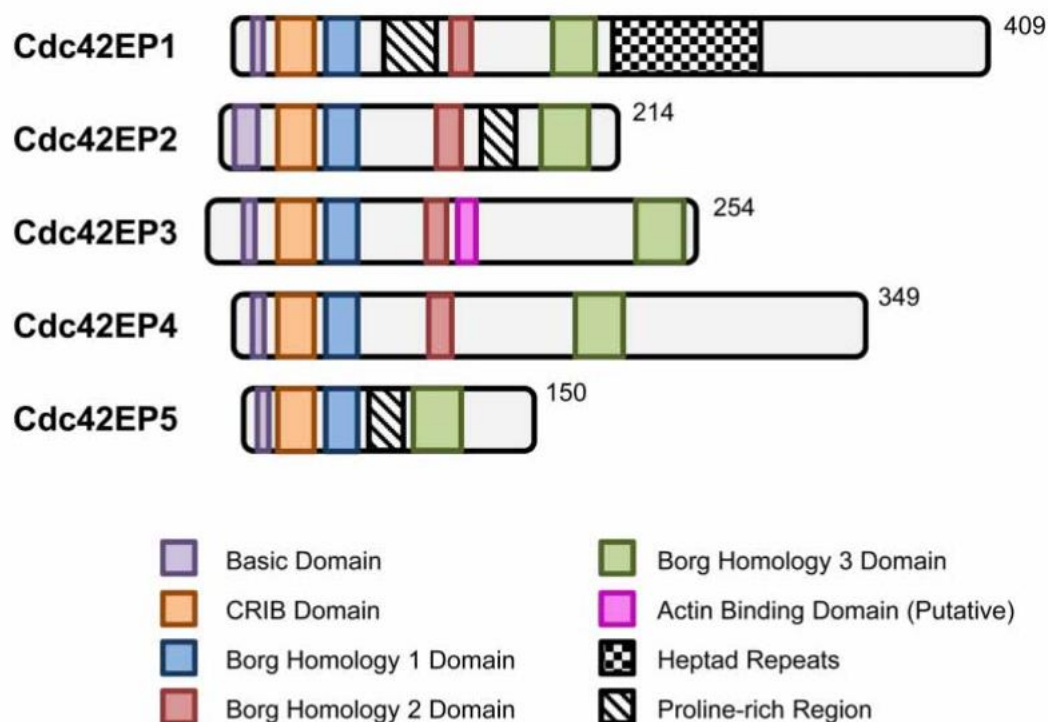 Cdc42EP1
409
Cdc42EP2
214
Cdc42EP3
254
Cdc42EP4
349
Cdc42EP5
150
Basic Domain
CRIB Domain
Borg Homology 1 Domain
Borg Homology 2 Domain
Borg Homology 3 Domain
Actin Binding Domain (Putative)
Heptad Repeats
Proline-rich Region